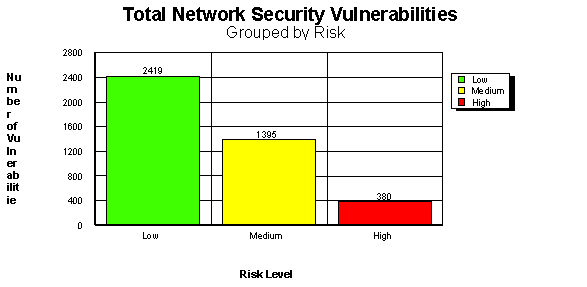 Total Network Security Vulnerabilities
Grouped by Risk
Nu
m
be
r
of
Vu
ln
er
ab
ilit
ie
2800
2400
2000
1600
1200
800
400
0
2419
1395
380
Low
Medium
High
Risk Level
Low
Medium
High